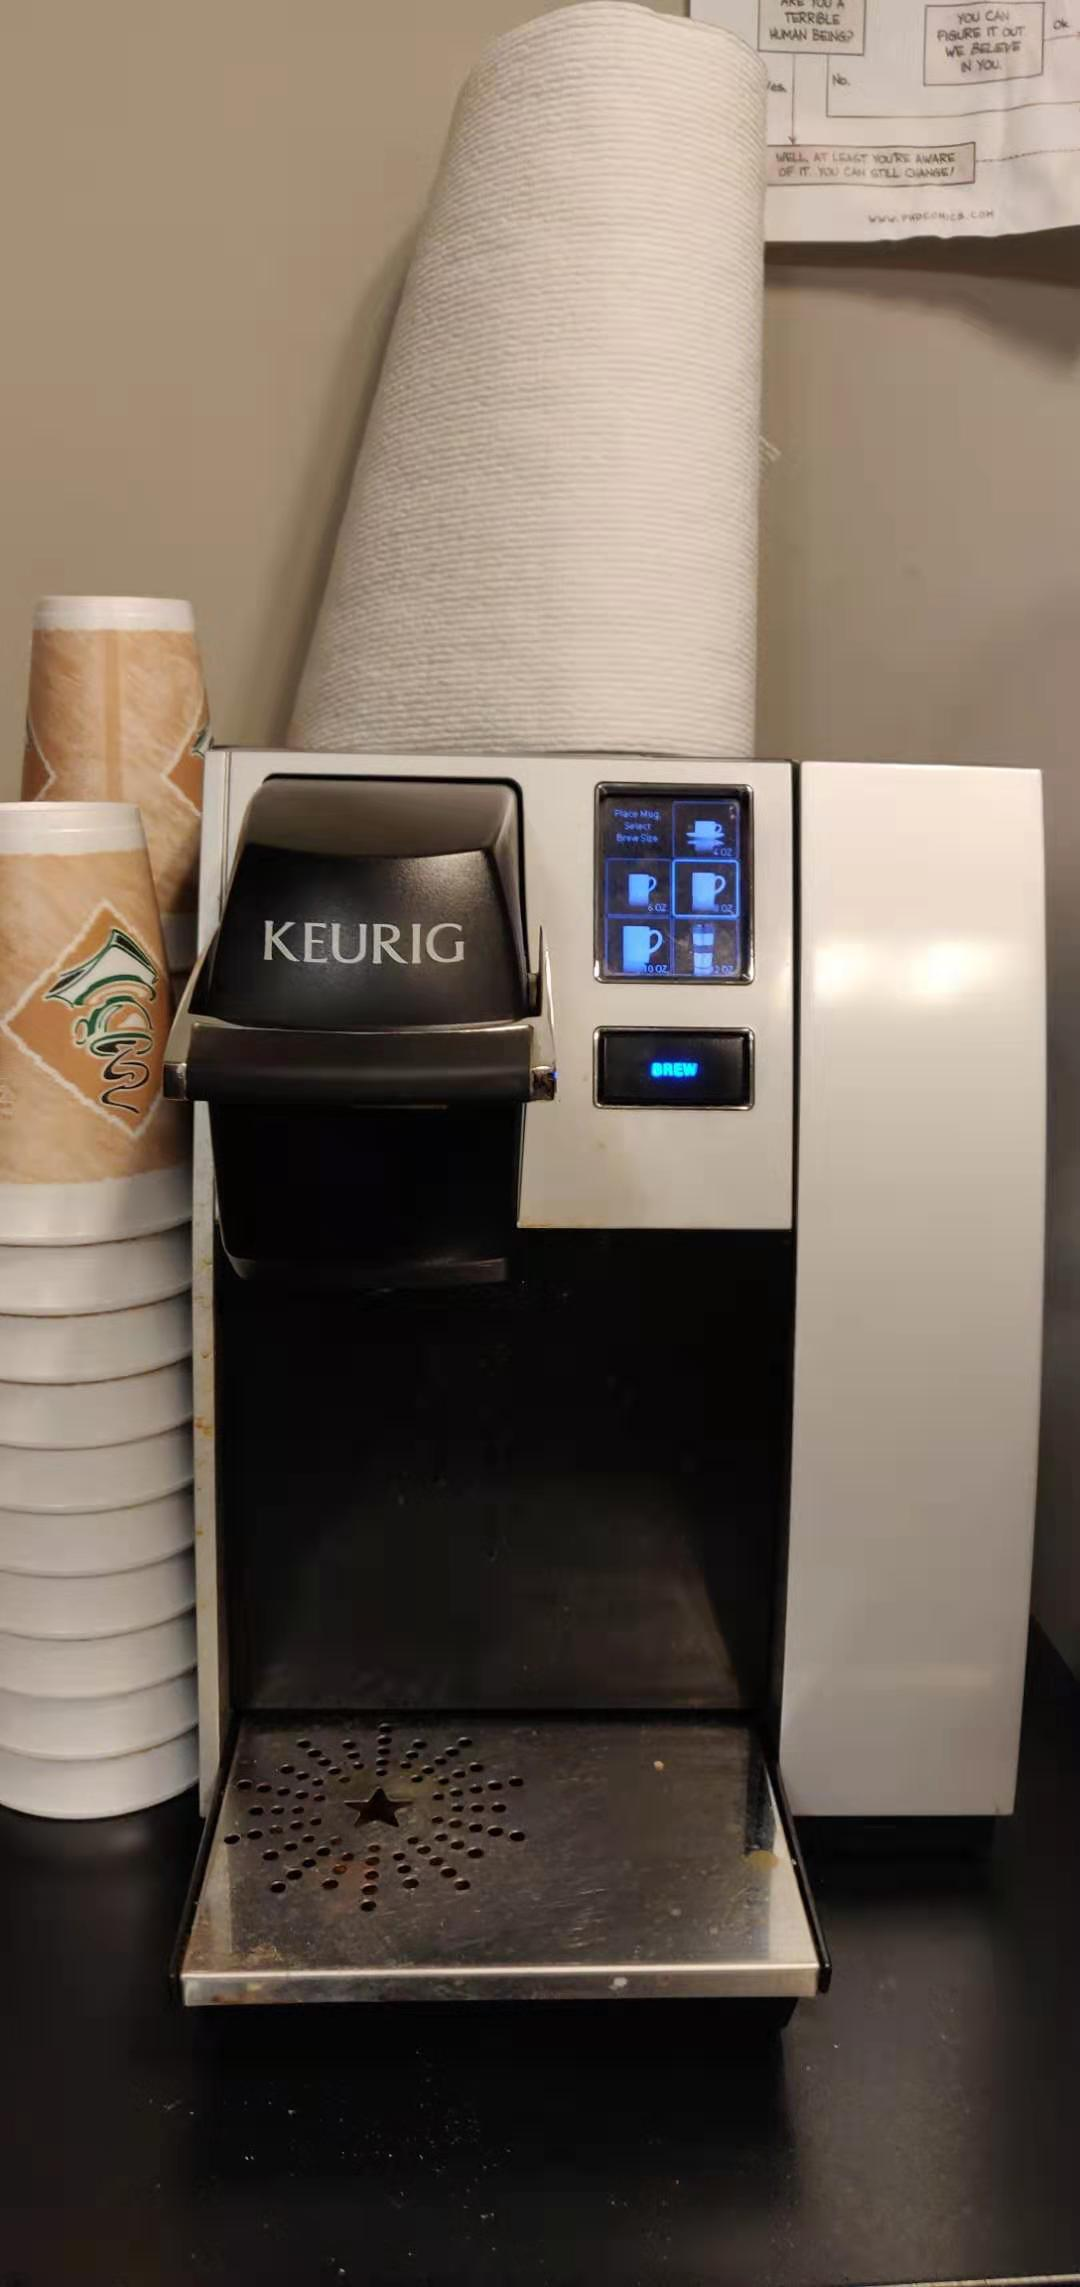 ARE YOU A
TERRIBLE
HUMAN BEING?
YOU CAN
FIGURE IT OUT.
WE BELIEVE
IN YOU.
OK
Yes.
No.
WELL, AT LEAST YOU'RE AWARE
OF IT. YOU CAN STILL CHANGE!
WWW.PHDCOMICS.COM
KEURIG
Place Mug,
Select
Brew Size
4 OZ
6 OZ
8 OZ
10 OZ
12 OZ
BREW